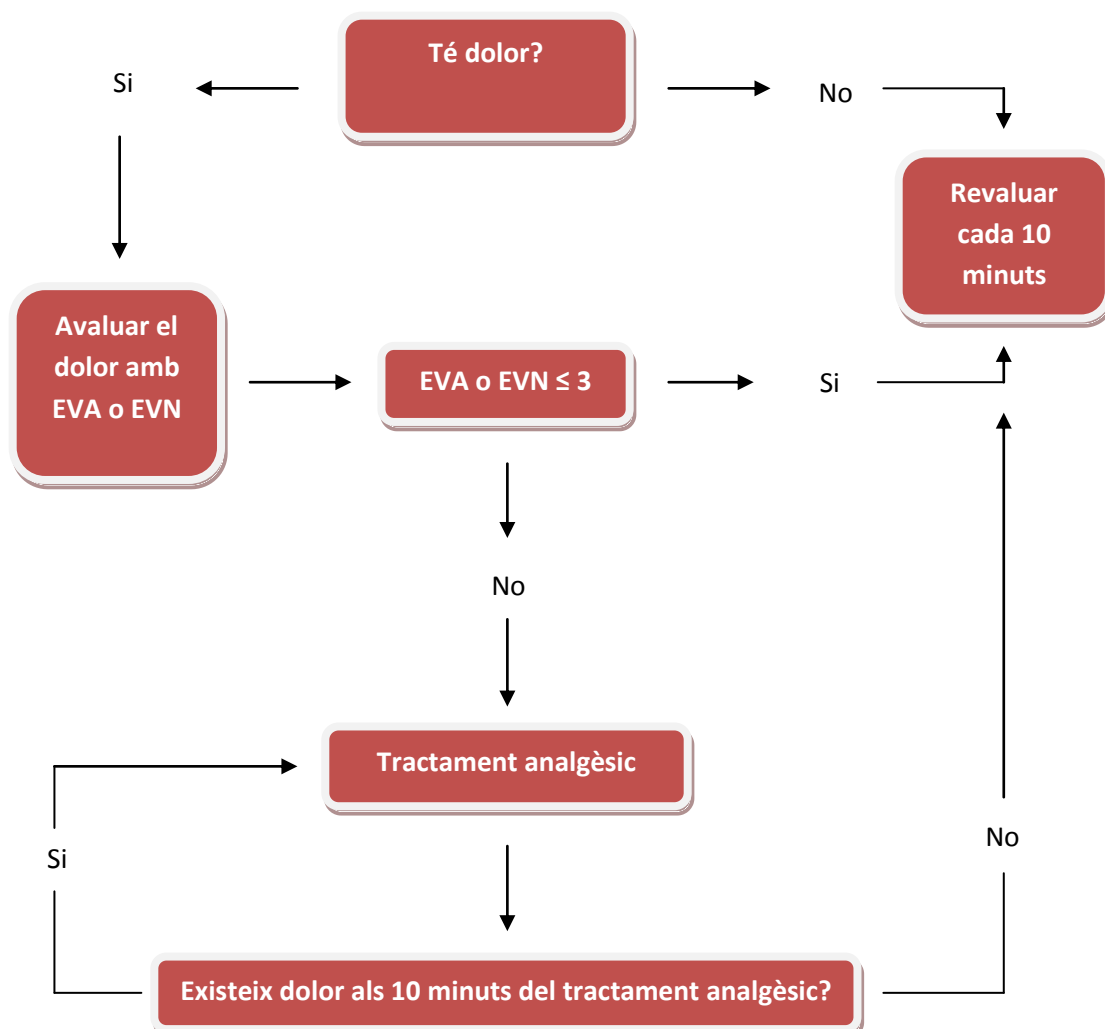 Té dolor?
Si
No
Revaluar
cada 10
minuts
Avaluar el
dolor amb
EVA o EVN
EVA o EVN ≤ 3
Si
No
Tractament analgèsic
Si
No
Existeix dolor als 10 minuts del tractament analgèsic?